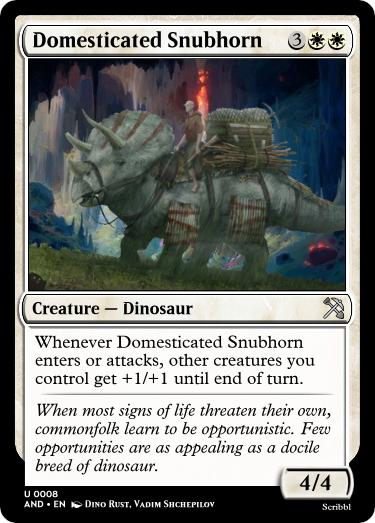 Domesticated Snubhorn 3
Creature — Dinosaur
Whenever Domesticated Snubhorn
enters or attacks, other creatures you
control get +1/+1 until end of turn.
When most signs of life threaten their own,
commonfolk learn to be opportunistic. Few
opportunities are as appealing as a docile
breed of dinosaur.
4/4
U 0008
AND • EN Dino Rust, Vadim Shchepilov
Scribbl